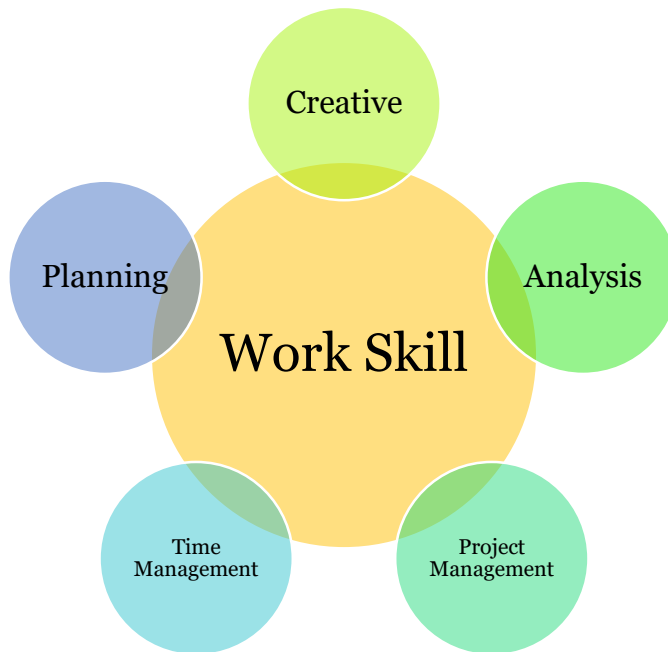 Creative
Planning
Analysis
Work Skill
Time
Management
Project
Management